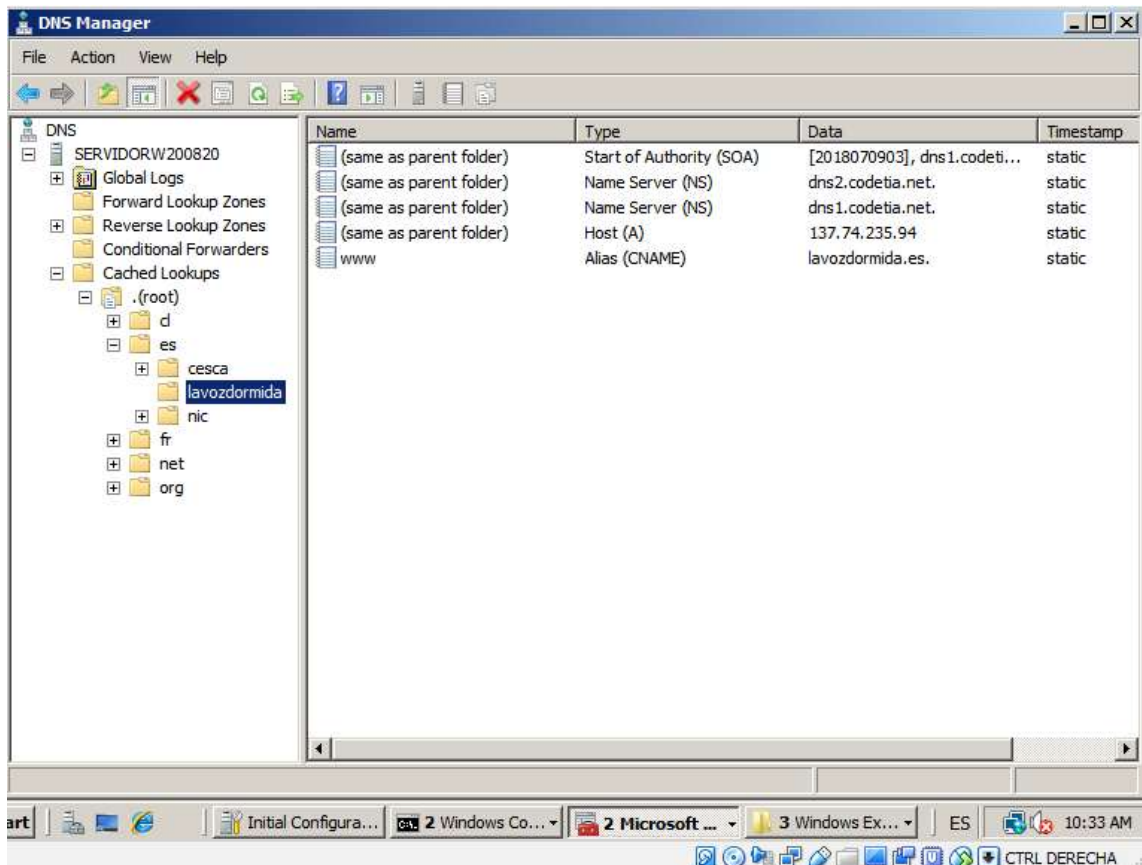 DNS Manager
File Action View Help
DNS
SERVIDORW200820
Global Logs
Forward Lookup Zones
Reverse Lookup Zones
Conditional Forwarders
Cached Lookups
.(root)
cl
es
cesca
lavozdormida
nic
fr
net
org
Name Type Data Timestamp
(same as parent folder) Start of Authority (SOA) [2018070903], dns1.codeti... static
(same as parent folder) Name Server (NS) dns2.codetia.net. static
(same as parent folder) Name Server (NS) dns1.codetia.net. static
(same as parent folder) Host (A) 137.74.235.94 static
www Alias (CNAME) lavozdormida.es. static
art Initial Configura... 2 Windows Co... 2 Microsoft ... 3 Windows Ex... ES 10:33 AM
CTRL DERECHA